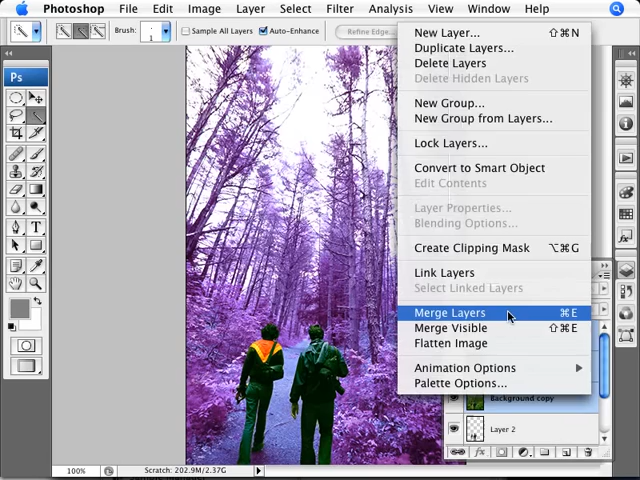 Photoshop File Edit Image Layer Select Filter Analysis View Window Help
Brush: 1 Sample All Layers Auto-Enhance Refine Edge...
Ps
New Layer... ⇧⌘N
Duplicate Layers...
Delete Layers
Delete Hidden Layers
New Group...
New Group from Layers...
Lock Layers...
Convert to Smart Object
Edit Contents
Layer Properties...
Blending Options...
Create Clipping Mask ⌥⌘G
Link Layers
Select Linked Layers
Merge Layers ⌘E
Merge Visible ⇧⌘E
Flatten Image
Animation Options
Palette Options...
Background copy
Layer 2
fx
100% Scratch: 202.9M/2.37G